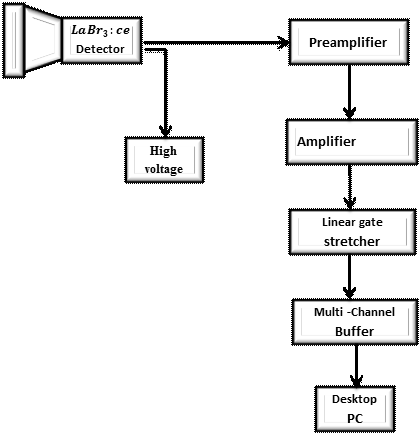 LaBr₃: ce
Detector
Preamplifier
High
voltage
Amplifier
Linear gate
stretcher
Multi -Channel
Buffer
Desktop
PC